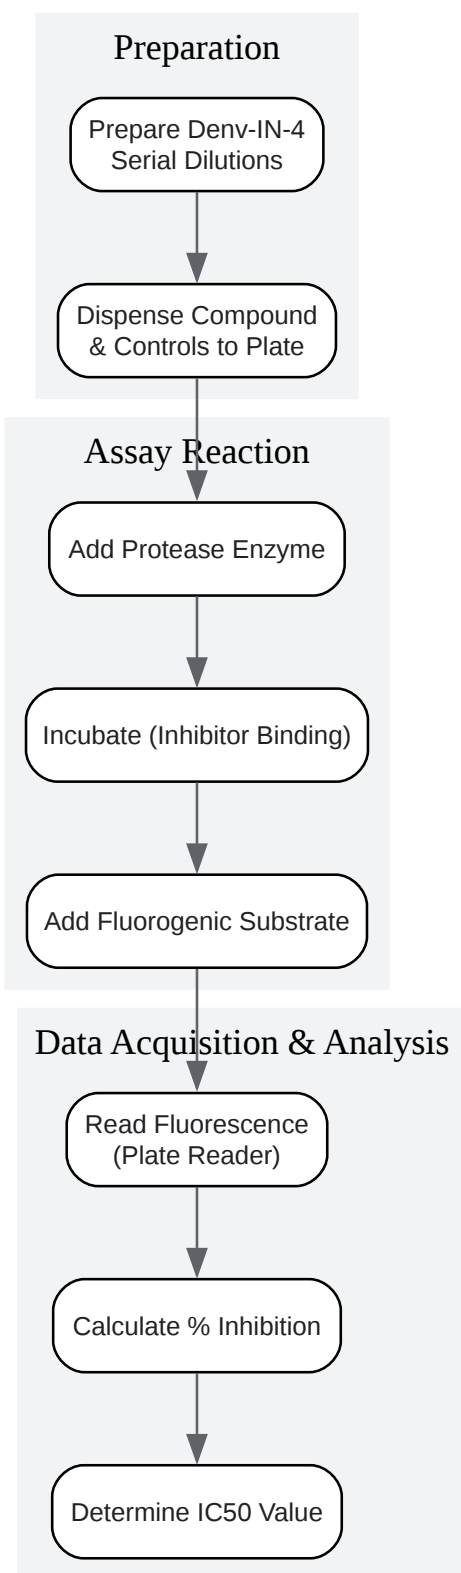 Preparation
Prepare Denv-IN-4
Serial Dilutions
Dispense Compound
& Controls to Plate
Assay Reaction
Add Protease Enzyme
Incubate (Inhibitor Binding)
Add Fluorogenic Substrate
Data Acquisition & Analysis
Read Fluorescence
(Plate Reader)
Calculate % Inhibition
Determine IC50 Value